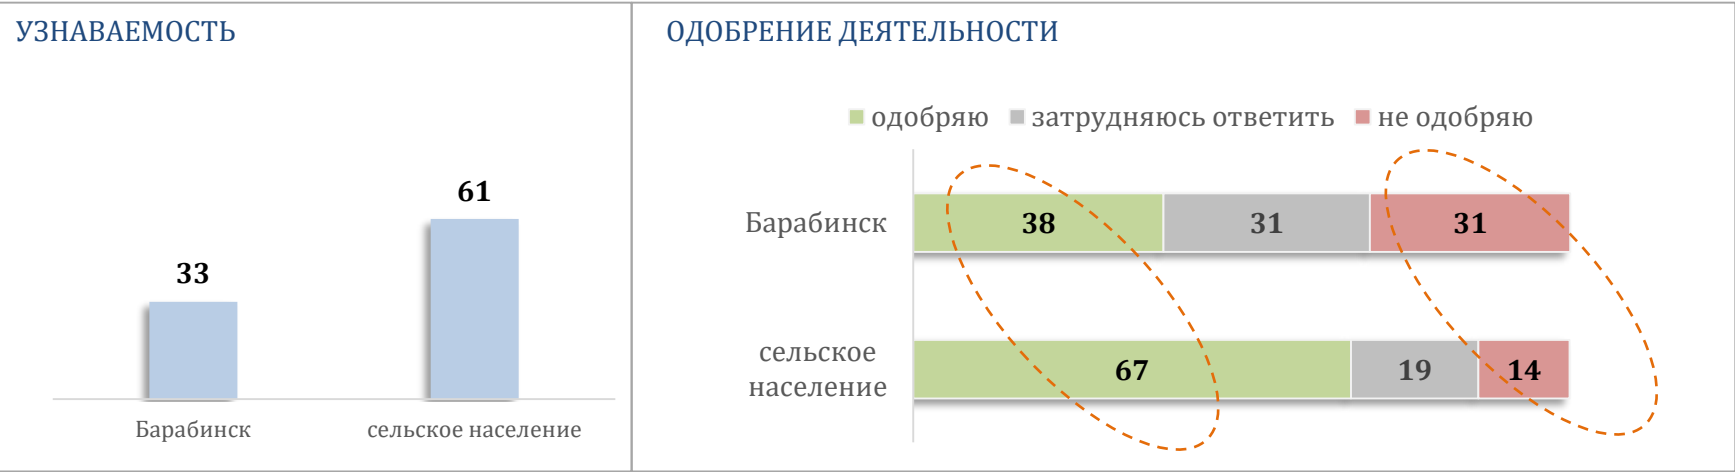 УЗНАВАЕМОСТЬ
61
33
Барабинск
сельское население
ОДОБРЕНИЕ ДЕЯТЕЛЬНОСТИ
одобряю затрудняюсь ответить не одобряю
Барабинск 38 31 31
сельское
население
67 19 14